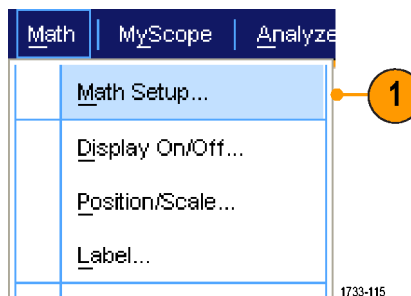 Math | MyScope | Analyze
Math Setup...
1
Display On/Off...
Position/Scale...
Label...
1733-115